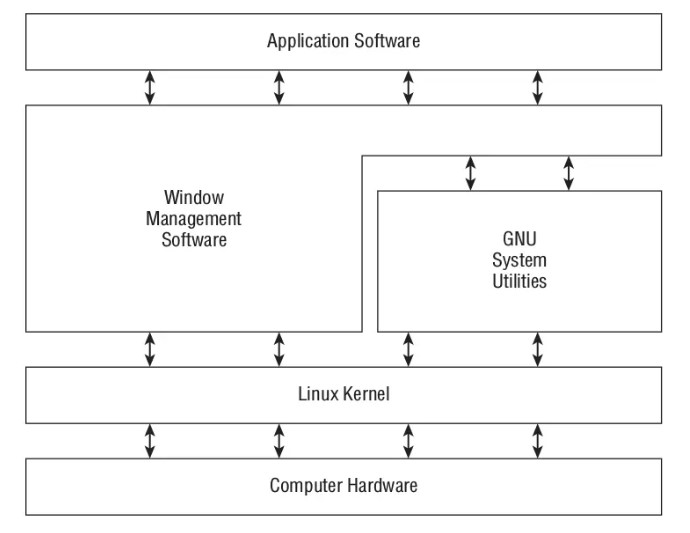 Application Software
Window
Management
Software
GNU
System
Utilities
Linux Kernel
Computer Hardware